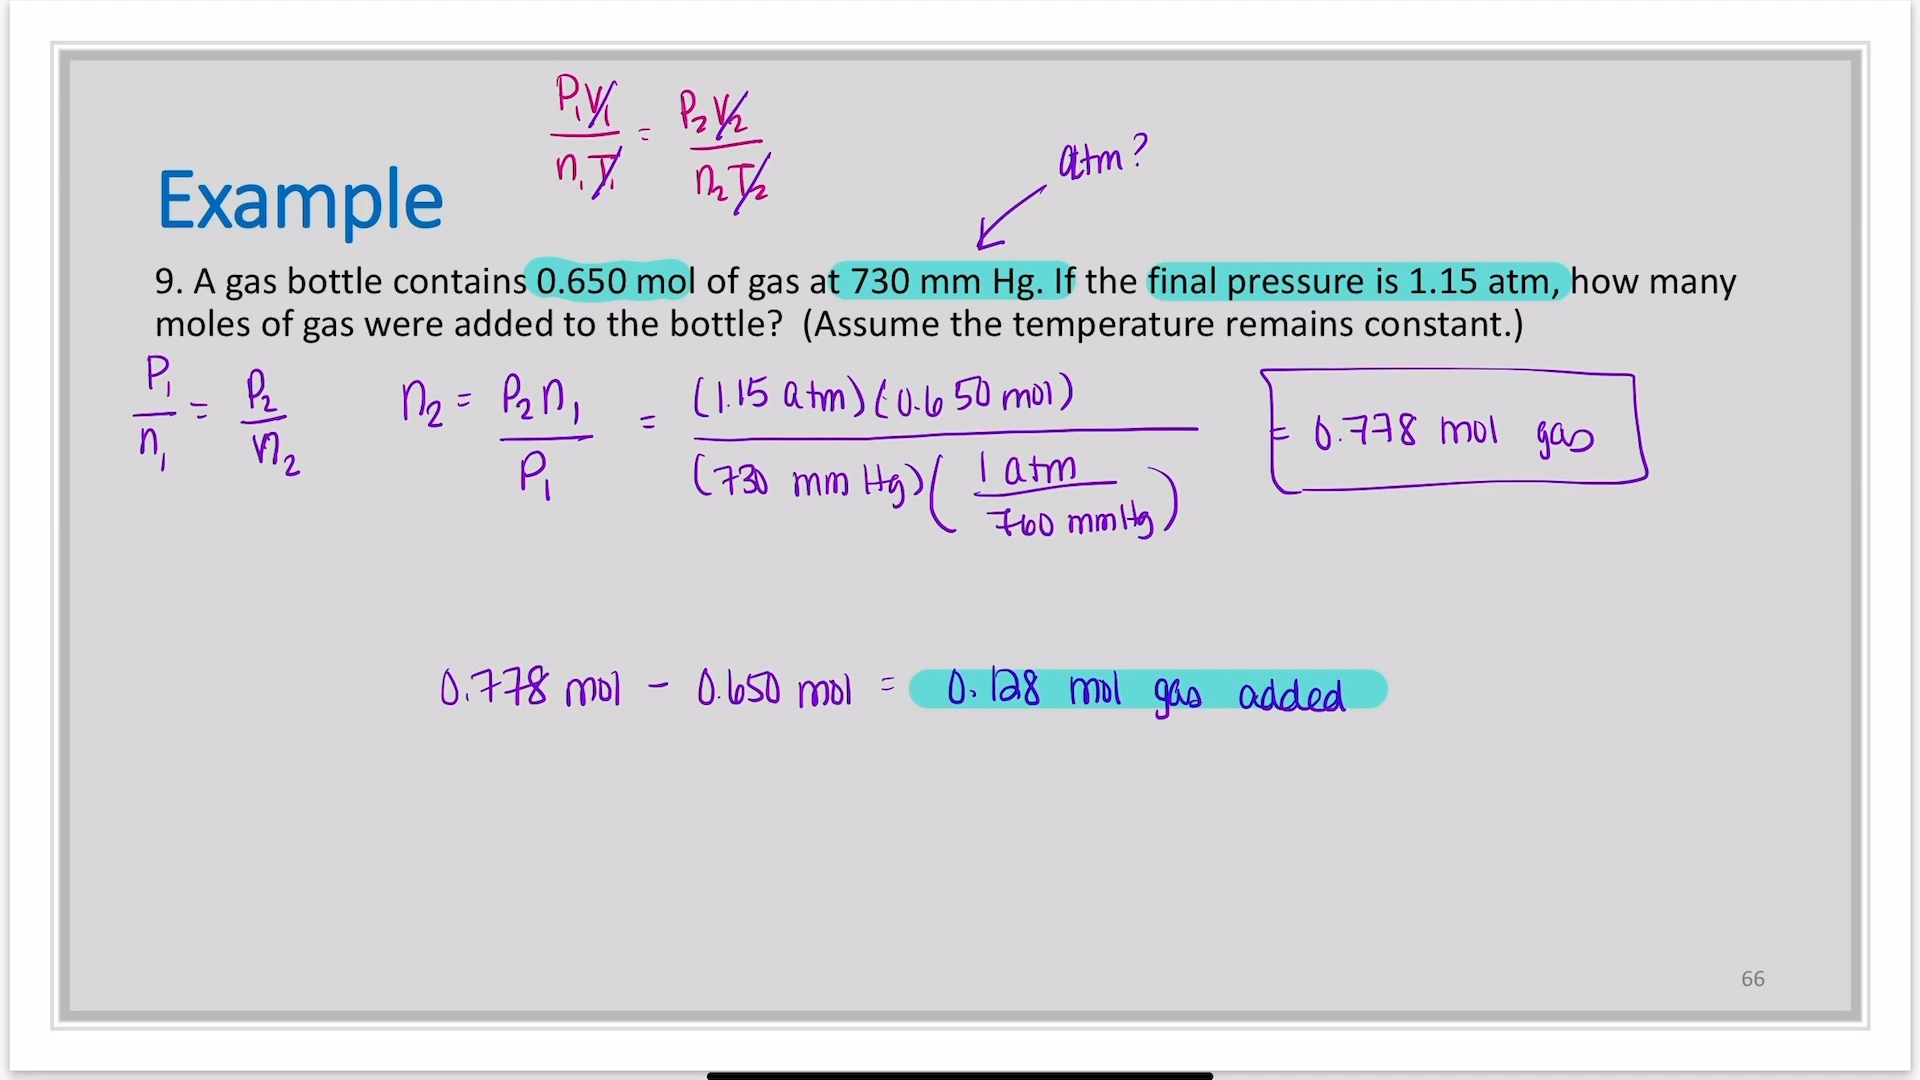 P₁V₁/n₁T₁ = P₂V₂/n₂T₂
atm?
Example
9. A gas bottle contains 0.650 mol of gas at 730 mm Hg. If the final pressure is 1.15 atm, how many
moles of gas were added to the bottle? (Assume the temperature remains constant.)
P₁/n₁ = P₂/n₂
n₂ = P₂n₁/P₁ = (1.15 atm)(0.650 mol)/(730 mm Hg)(1 atm/760 mmHg) = 0.778 mol gas
0.778 mol - 0.650 mol = 0.128 mol gas added
66